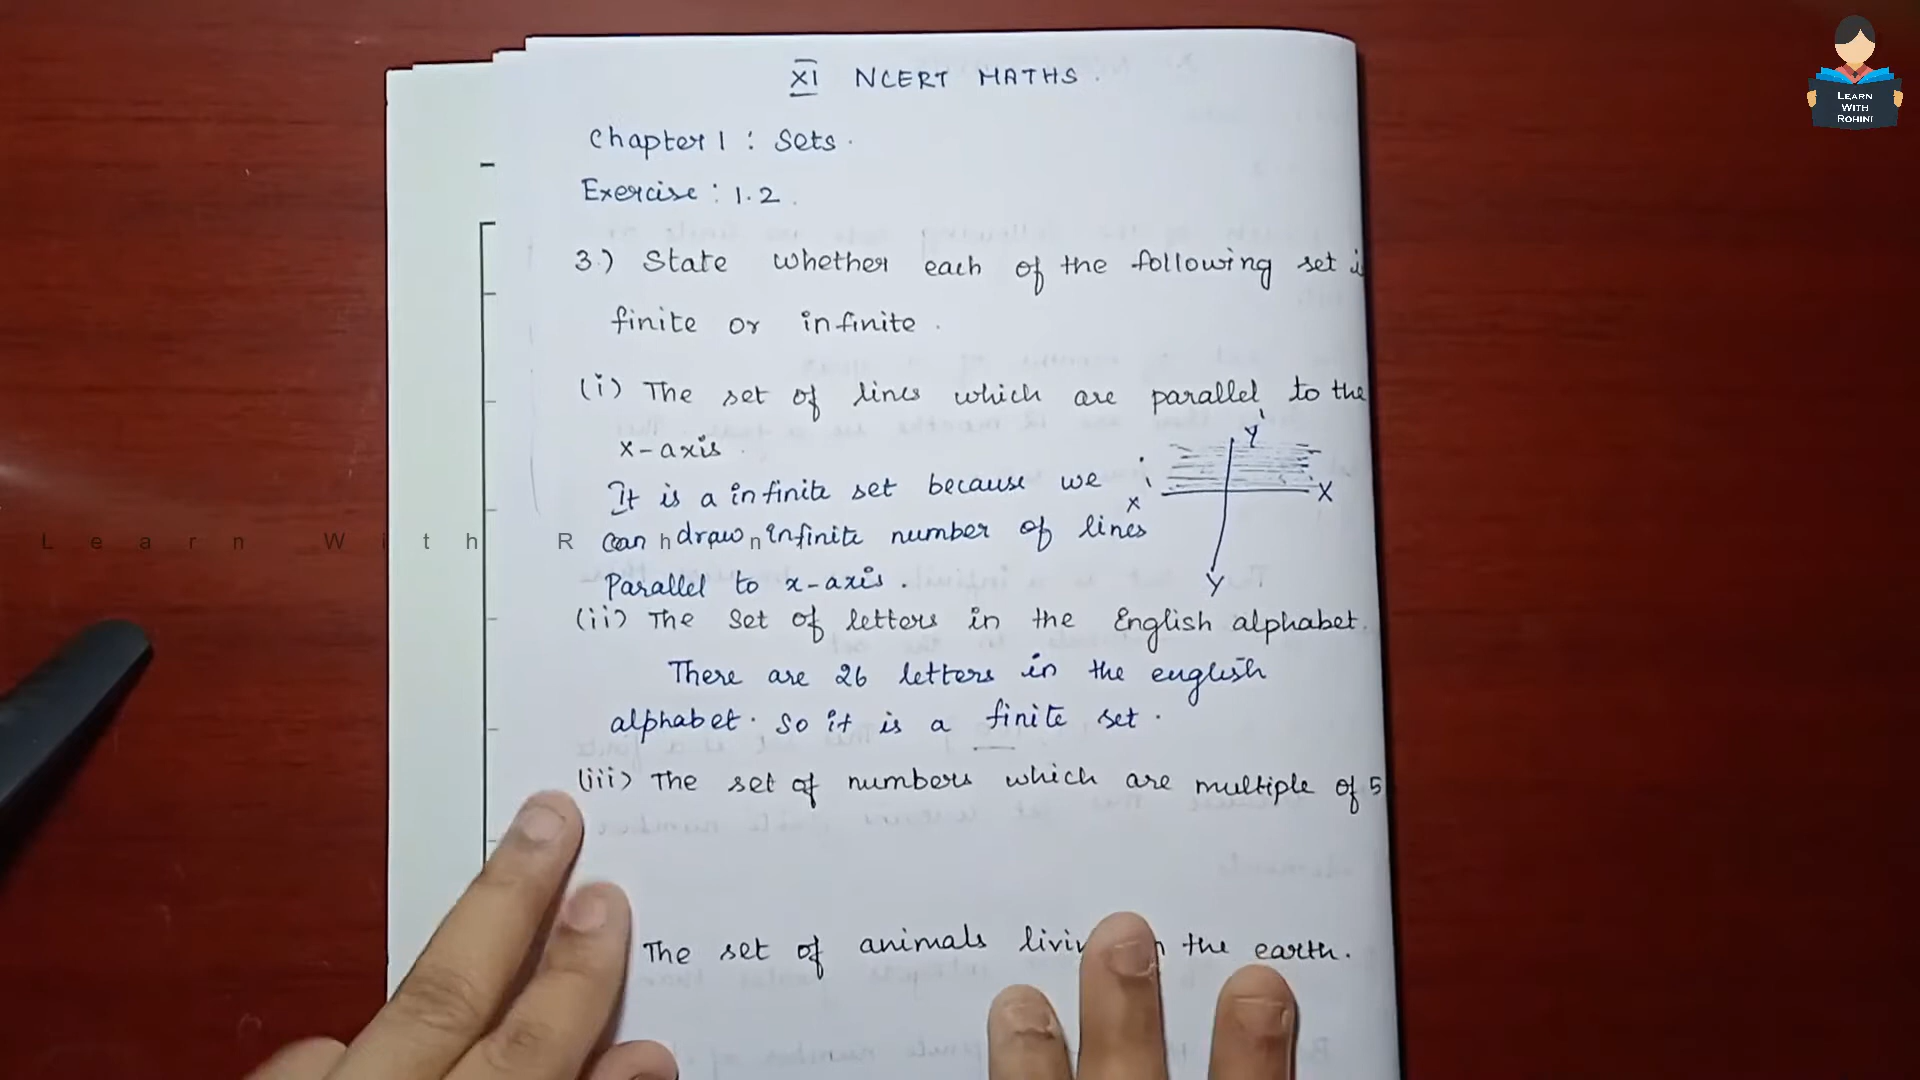 XI NCERT MATHS.
Chapter 1 : Sets.
Exercise : 1.2.
3.) State whether each of the following set i
finite or infinite.
(i) The set of lines which are parallel to the
x-axis.
It is a infinite set because we
can draw infinite number of lines
Parallel to x-axis.
Y'
X' X
Y
(ii) The Set of letters in the English alphabet.
There are 26 letters in the english
alphabet. So it is a finite set.
(iii) The set of numbers which are multiple of 5
The set of animals the earth.
LEARN
WITH
ROHINI
Learn With R h n